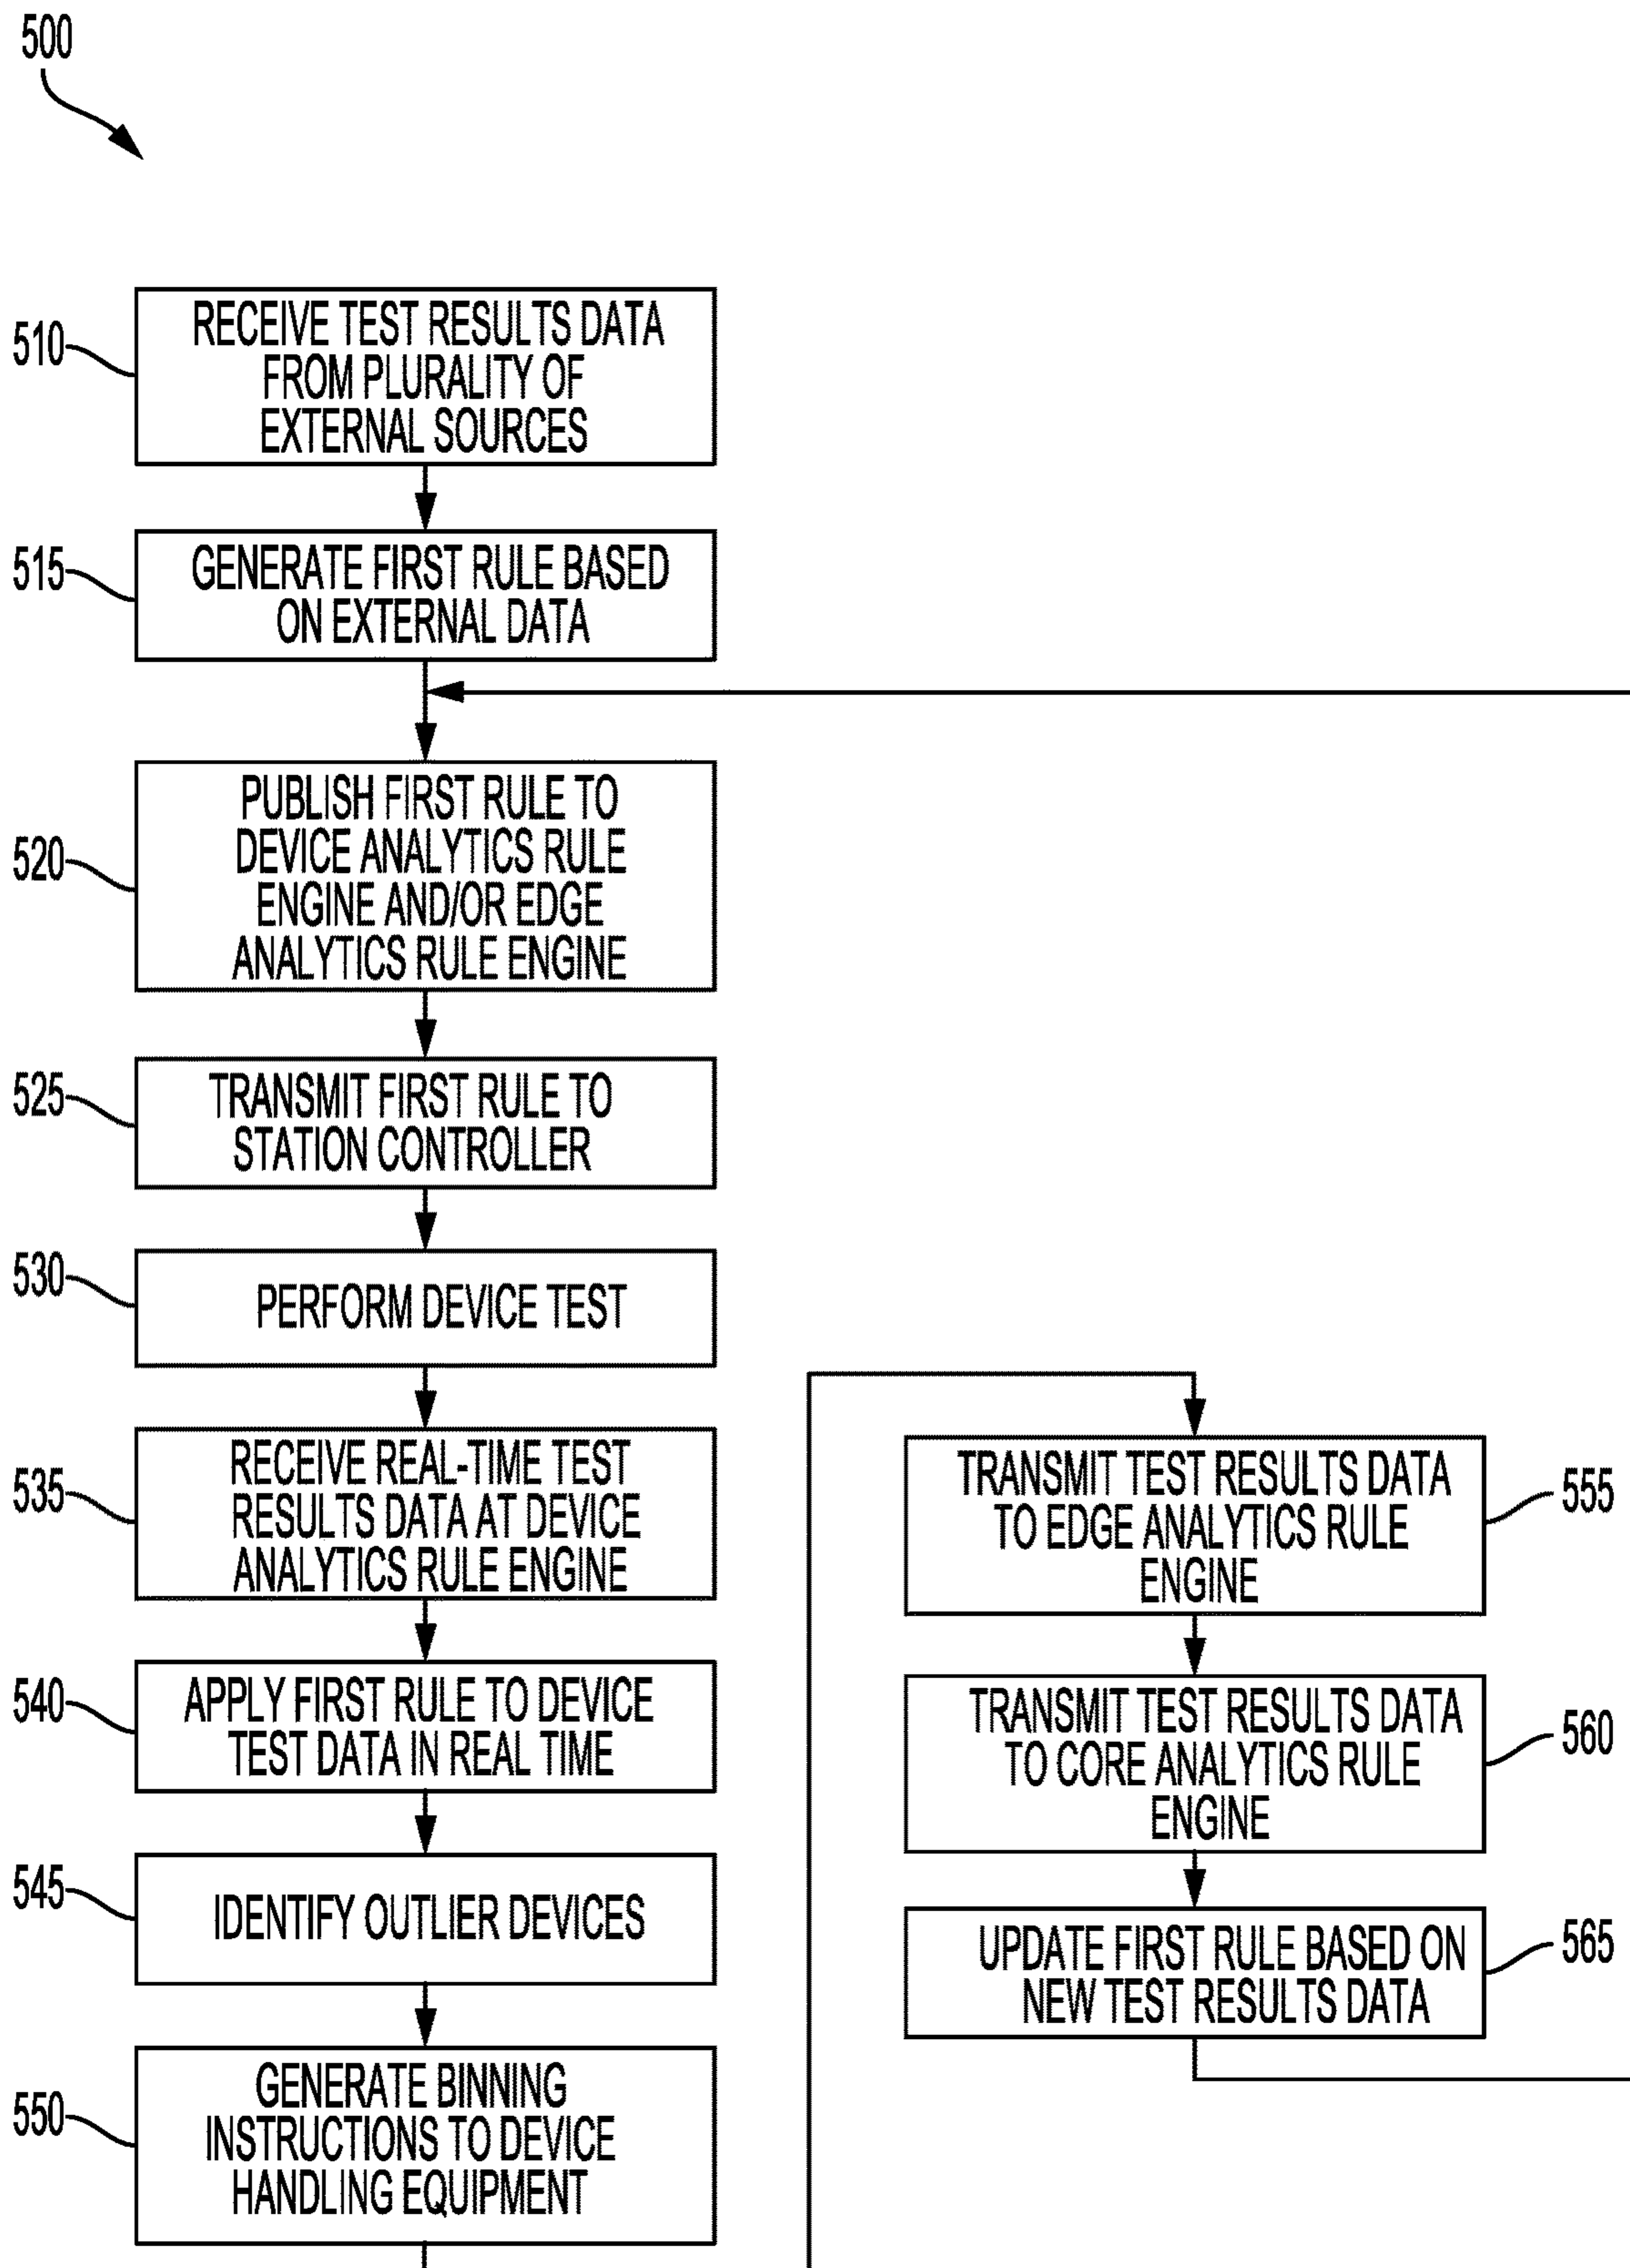 500
510
RECEIVE TEST RESULTS DATA
FROM PLURALITY OF
EXTERNAL SOURCES
515
GENERATE FIRST RULE BASED
ON EXTERNAL DATA
520
PUBLISH FIRST RULE TO
DEVICE ANALYTICS RULE
ENGINE AND/OR EDGE
ANALYTICS RULE ENGINE
525
TRANSMIT FIRST RULE TO
STATION CONTROLLER
530
PERFORM DEVICE TEST
535
RECEIVE REAL-TIME TEST
RESULTS DATA AT DEVICE
ANALYTICS RULE ENGINE
540
APPLY FIRST RULE TO DEVICE
TEST DATA IN REAL TIME
545
IDENTIFY OUTLIER DEVICES
550
GENERATE BINNING
INSTRUCTIONS TO DEVICE
HANDLING EQUIPMENT
TRANSMIT TEST RESULTS DATA
TO EDGE ANALYTICS RULE
ENGINE
555
TRANSMIT TEST RESULTS DATA
TO CORE ANALYTICS RULE
ENGINE
560
UPDATE FIRST RULE BASED ON
NEW TEST RESULTS DATA
565